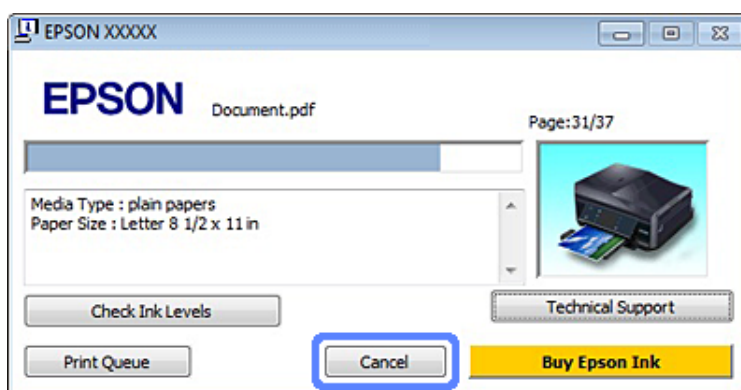 EPSON XXXXX
EPSON
Document.pdf
Page:31/37
Media Type : plain papers
Paper Size : Letter 8 1/2 x 11 in
Check Ink Levels
Technical Support
Print Queue
Cancel
Buy Epson Ink